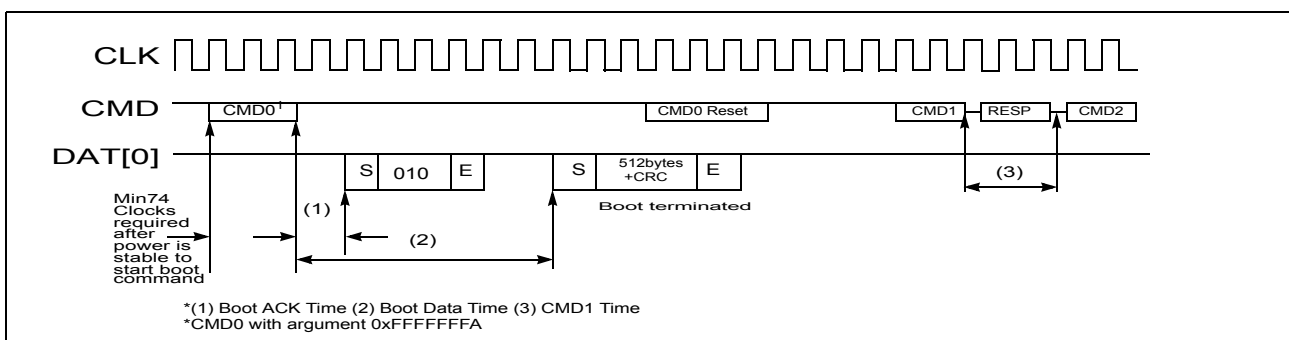 CLK
CMD
CMD0¹
CMD0 Reset
CMD1
RESP
CMD2
DAT[0]
S
010
E
S
512bytes
+CRC
E
Boot terminated
(1)
(2)
(3)
Min74
Clocks
required
after
power is
stable to
start boot
command
*(1) Boot ACK Time (2) Boot Data Time (3) CMD1 Time
*CMD0 with argument 0xFFFFFFFA